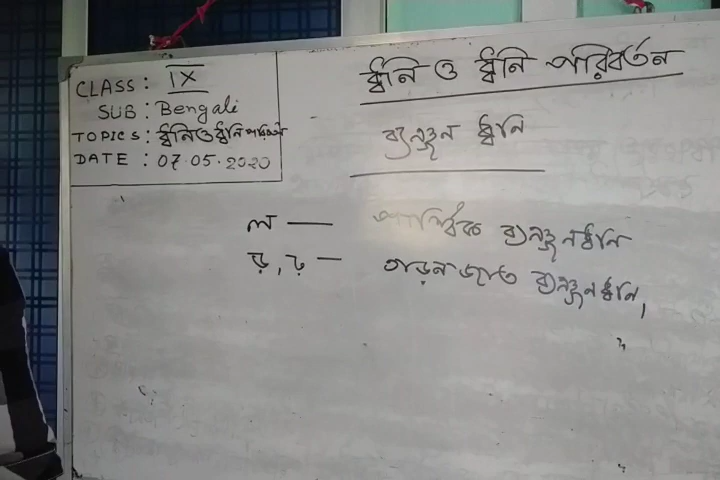 CLASS : IX
SUB : Bengali
TOPICS : ধ্বনি ও ধ্বনি পরিবর্তন
DATE : 07.05.2020
ধ্বনি ও ধ্বনি পরিবর্তন
ব্যঞ্জন ধ্বনি
ল — পার্শ্বিক ব্যঞ্জনধ্বনি
ড়, ঢ় — তাড়নজাত ব্যঞ্জনধ্বনি,